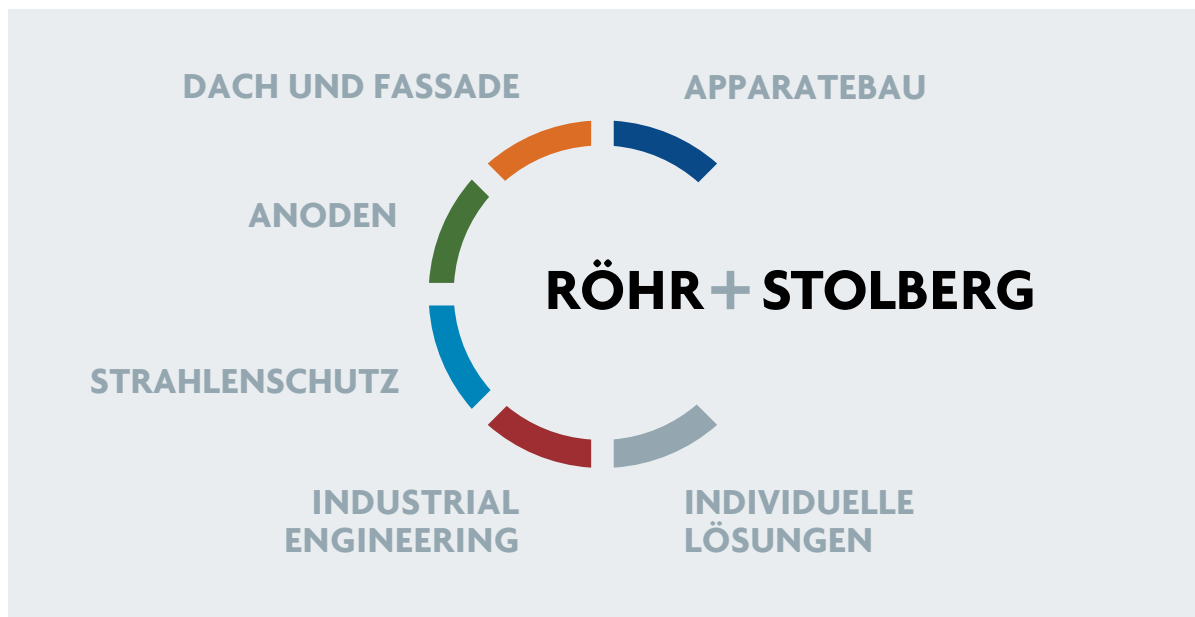 DACH UND FASSADE
APPARATEBAU
ANODEN
RÖHR+STOLBERG
STRAHLENSCHUTZ
INDUSTRIAL
ENGINEERING
INDIVIDUELLE
LÖSUNGEN